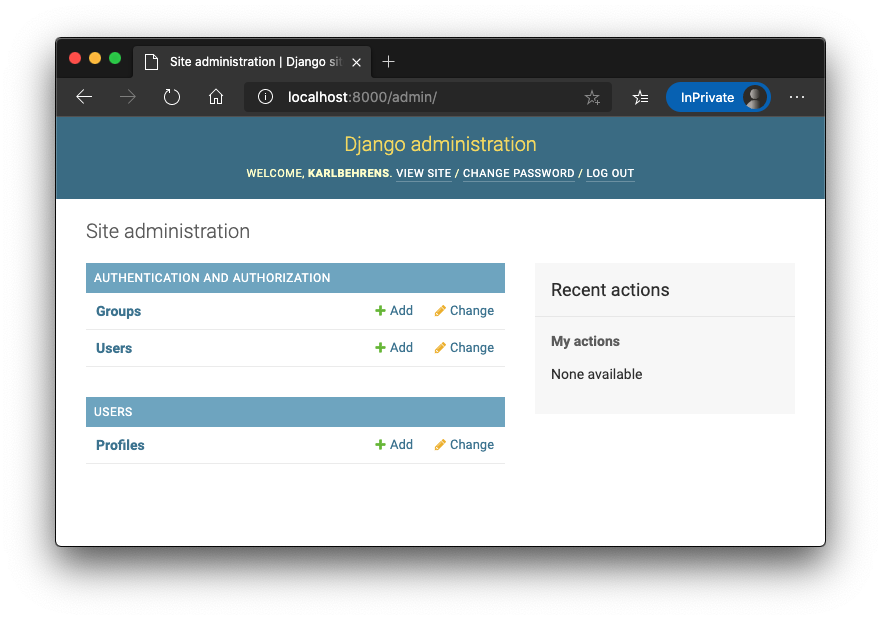 Site administration | Django sit
localhost:8000/admin/
InPrivate
Django administration
WELCOME, KARLBEHRENS. VIEW SITE / CHANGE PASSWORD / LOG OUT
Site administration
AUTHENTICATION AND AUTHORIZATION
Groups Add Change
Users Add Change
USERS
Profiles Add Change
Recent actions
My actions
None available